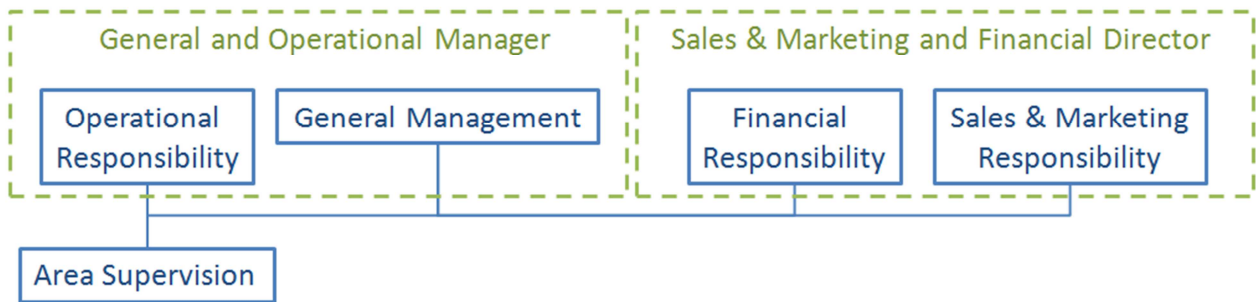 General and Operational Manager
Sales & Marketing and Financial Director
Operational
Responsibility
General Management
Financial
Responsibility
Sales & Marketing
Responsibility
Area Supervision